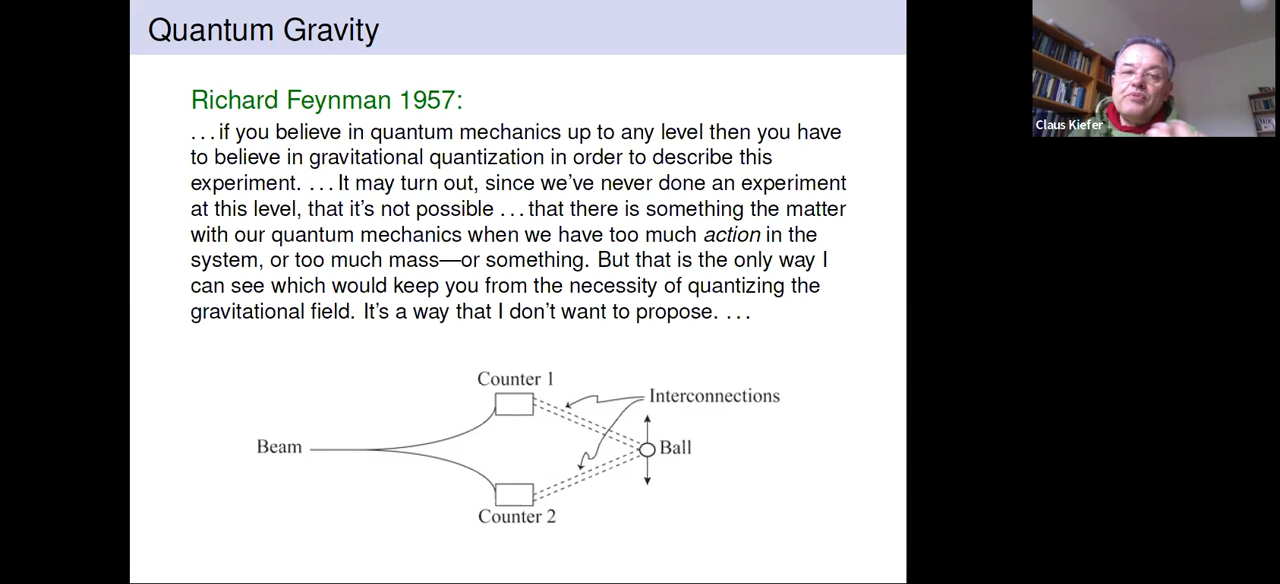 Quantum Gravity
Richard Feynman 1957:
...if you believe in quantum mechanics up to any level then you have
to believe in gravitational quantization in order to describe this
experiment. ...It may turn out, since we've never done an experiment
at this level, that it's not possible ...that there is something the matter
with our quantum mechanics when we have too much action in the
system, or too much mass—or something. But that is the only way I
can see which would keep you from the necessity of quantizing the
gravitational field. It's a way that I don't want to propose. ...
Counter 1
Interconnections
Beam
Ball
Counter 2
Claus Kiefer